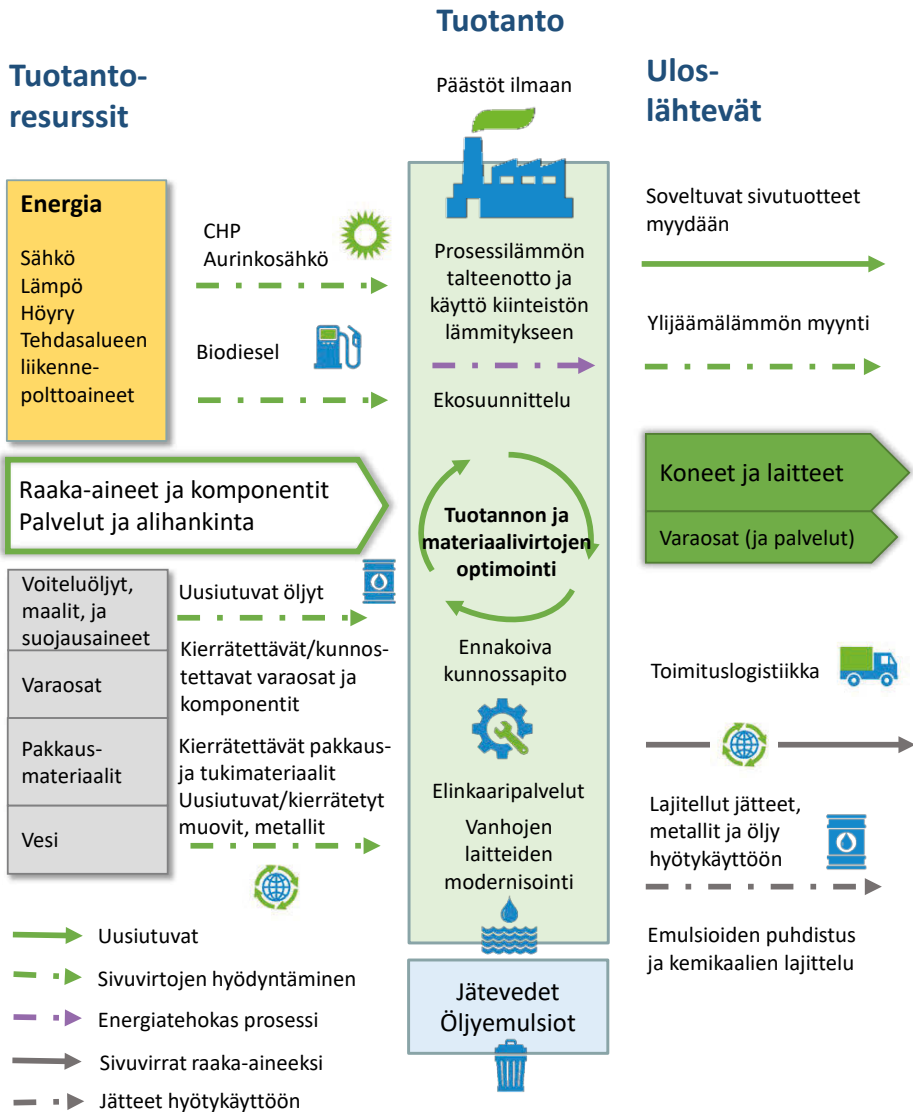 Tuotanto
Tuotanto-
resurssit
Ulos-
lähtevät
Päästöt ilmaan
Energia
Sähkö
Lämpö
Höyry
Tehdasalueen
liikenne-
polttoaineet
CHP
Aurinkosähkö
Biodiesel
Raaka-aineet ja komponentit
Palvelut ja alihankinta
Voiteluöljyt,
maalit, ja
suojausaineet
Varaosat
Pakkaus-
materiaalit
Vesi
Uusiutuvat öljyt
Kierrätettävät/kunnos-
tettavat varaosat ja
komponentit
Kierrätettävät pakkaus-
ja tukimateriaalit
Uusiutuvat/kierrätetyt
muovit, metallit
Prosessilämmön
talteenotto ja
käyttö kiinteistön
lämmitykseen
Ekosuunnittelu
Tuotannon ja
materiaalivirtojen
optimointi
Ennakoiva
kunnossapito
Elinkaaripalvelut
Vanhojen
laitteiden
modernisointi
Jätevedet
Öljyemulsiot
Soveltuvat sivutuotteet
myydään
Ylijäämälämmön myynti
Koneet ja laitteet
Varaosat (ja palvelut)
Toimituslogistiikka
Lajitellut jätteet,
metallit ja öljy
hyötykäyttöön
Emulsioiden puhdistus
ja kemikaalien lajittelu
Uusiutuvat
Sivuvirtojen hyödyntäminen
Energiatehokas prosessi
Sivuvirrat raaka-aineeksi
Jätteet hyötykäyttöön